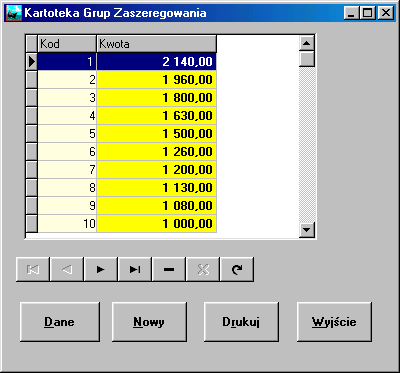 Kartoteka Grup Zaszeregowania
Kod Kwota
1 2 140,00
2 1 960,00
3 1 800,00
4 1 630,00
5 1 500,00
6 1 260,00
7 1 200,00
8 1 130,00
9 1 080,00
10 1 000,00
Dane Nowy Drukuj Wyjście